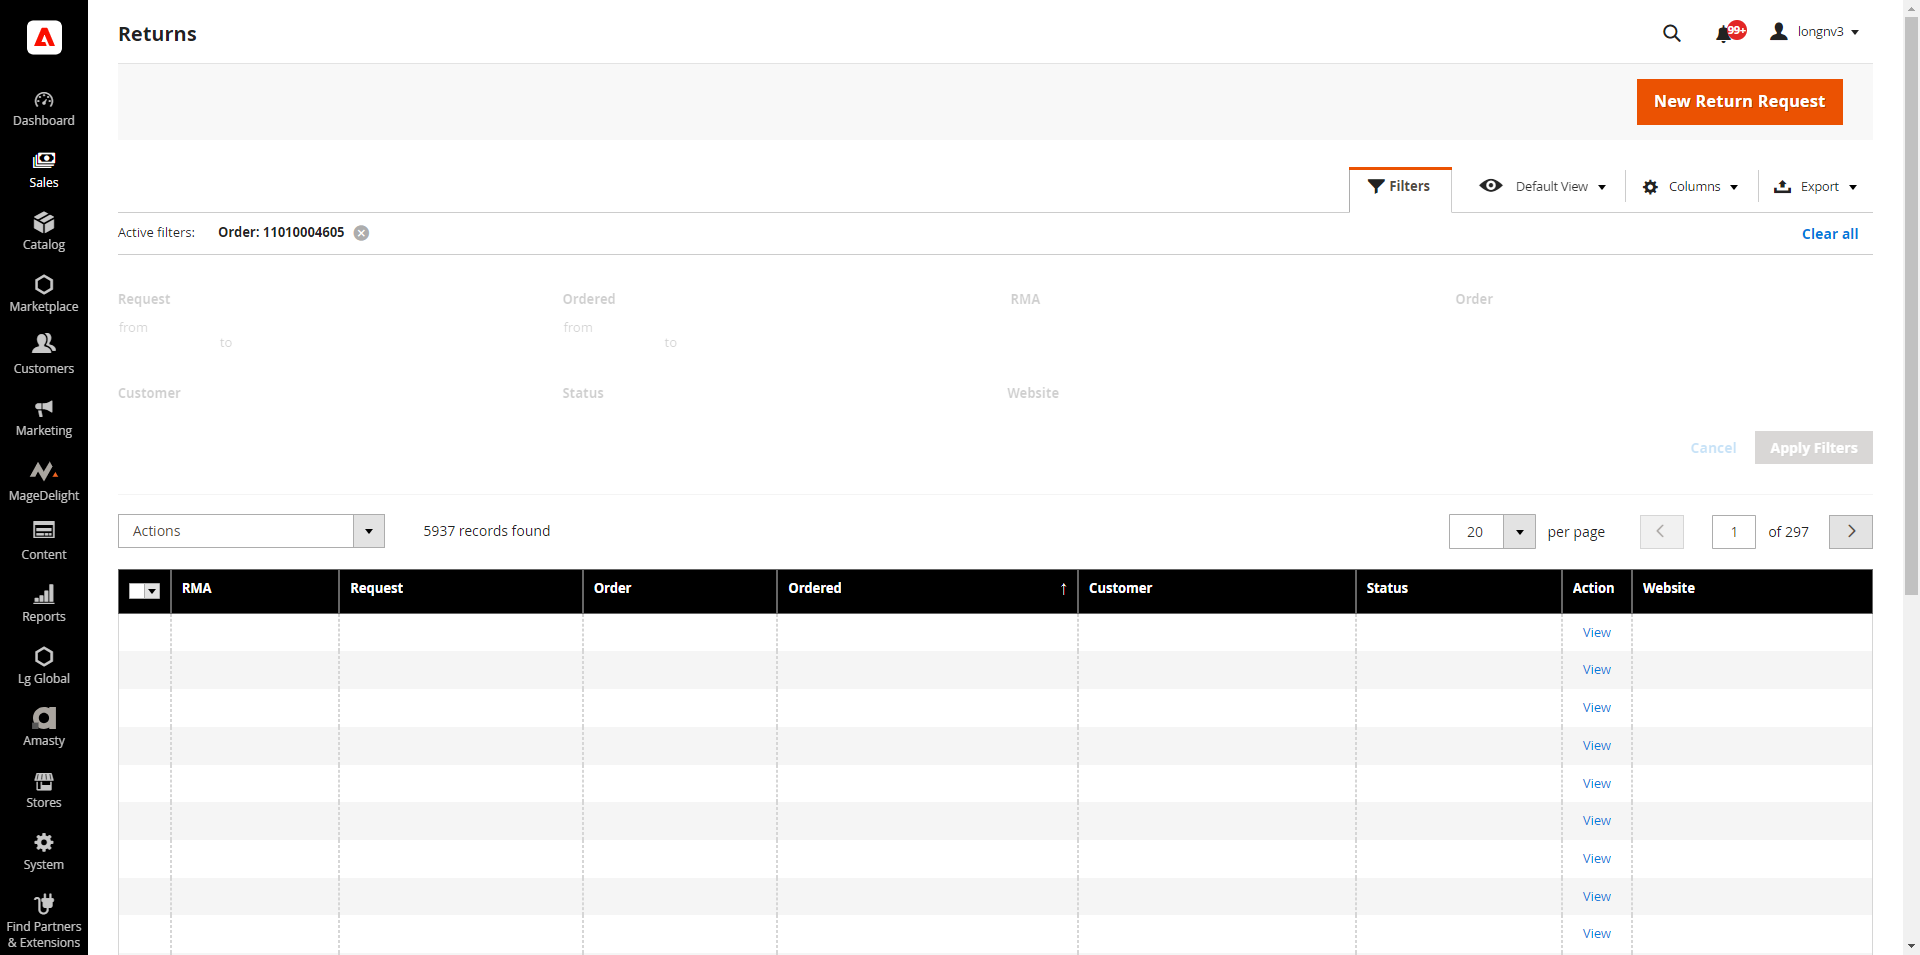 Returns
99+
longnv3
New Return Request
Filters
Default View
Columns
Export
Active filters:
Order: 11010004605
Clear all
Request
Ordered
RMA
Order
from
to
from
to
Customer
Status
Website
Cancel
Apply Filters
Actions
5937 records found
20
per page
1
of 297
RMA
Request
Order
Ordered
↑
Customer
Status
Action
Website
View
View
View
View
View
View
View
View
View
Dashboard
Sales
Catalog
Marketplace
Customers
Marketing
MageDelight
Content
Reports
Lg Global
Amasty
Stores
System
Find Partners
& Extensions